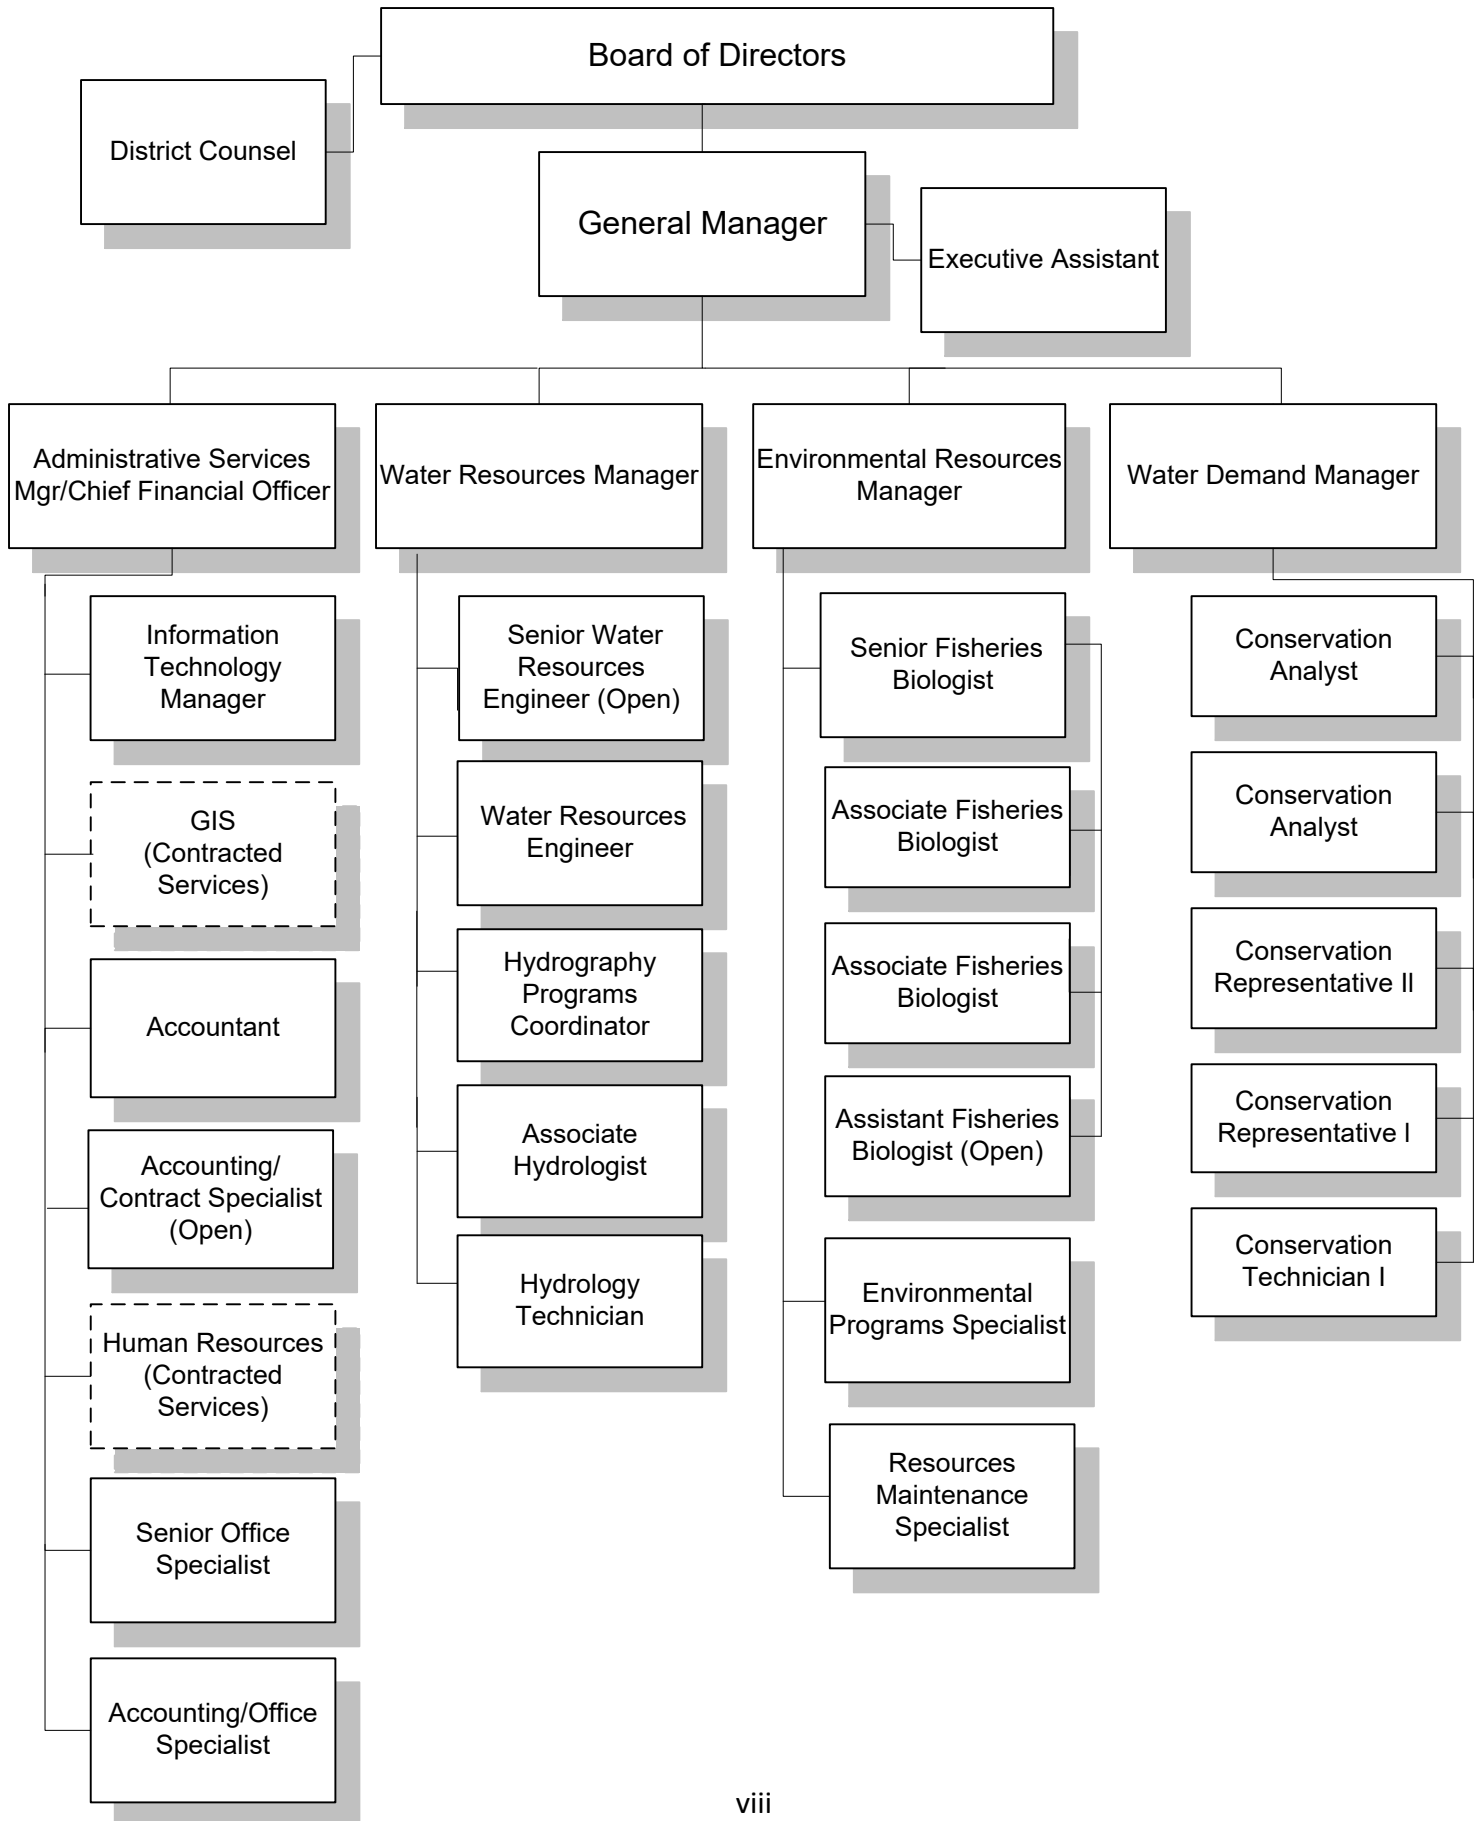 Board of Directors
District Counsel
General Manager
Executive Assistant
Administrative Services
Mgr/Chief Financial Officer
Water Resources Manager
Environmental Resources
Manager
Water Demand Manager
Information
Technology
Manager
GIS
(Contracted
Services)
Accountant
Accounting/
Contract Specialist
(Open)
Human Resources
(Contracted
Services)
Senior Office
Specialist
Accounting/Office
Specialist
Senior Water
Resources
Engineer (Open)
Water Resources
Engineer
Hydrography
Programs
Coordinator
Associate
Hydrologist
Hydrology
Technician
Senior Fisheries
Biologist
Associate Fisheries
Biologist
Associate Fisheries
Biologist
Assistant Fisheries
Biologist (Open)
Environmental
Programs Specialist
Resources
Maintenance
Specialist
Conservation
Analyst
Conservation
Analyst
Conservation
Representative II
Conservation
Representative I
Conservation
Technician I
viii